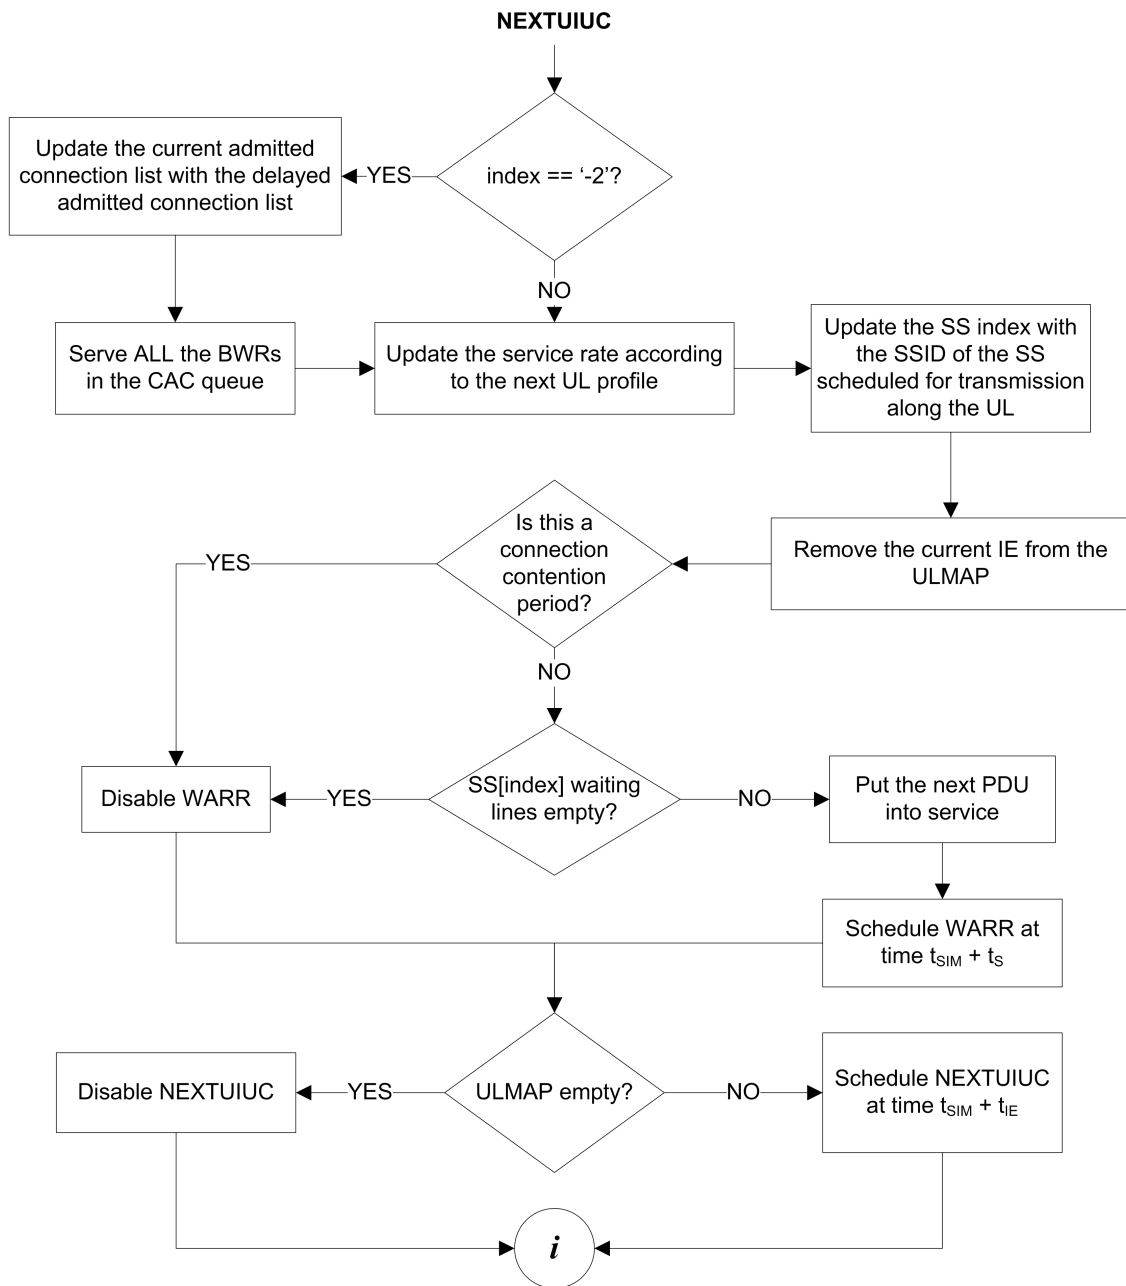 NEXTUIUC
index == ‘-2’?
YES
Update the current admitted
connection list with the delayed
admitted connection list
NO
Serve ALL the BWRs
in the CAC queue
Update the service rate according
to the next UL profile
Update the SS index with
the SSID of the SS
scheduled for transmission
along the UL
Remove the current IE from the
ULMAP
Is this a
connection
contention
period?
YES
NO
Disable WARR
YES
SS[index] waiting
lines empty?
NO
Put the next PDU
into service
Schedule WARR at
time tSIM + tS
Disable NEXTUIUC
YES
ULMAP empty?
NO
Schedule NEXTUIUC
at time tSIM + tIE
i